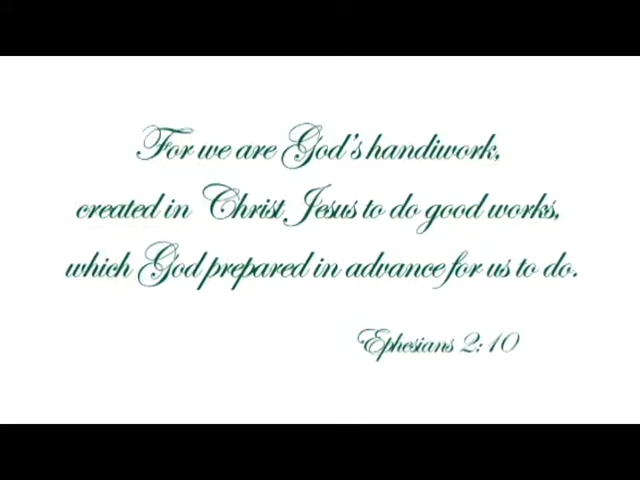 For we are God's handiwork,
created in Christ Jesus to do good works,
which God prepared in advance for us to do.
Ephesians 2:10